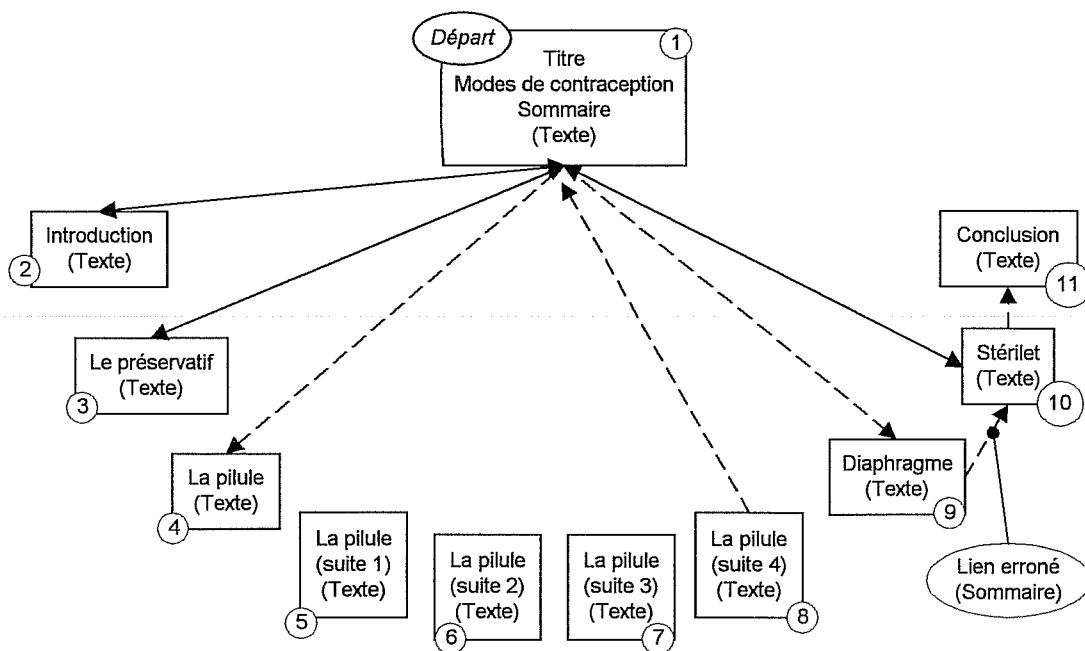 Départ
1
Titre
Modes de contraception
Sommaire
(Texte)
Introduction
(Texte)
2
Conclusion
(Texte)
11
Le préservatif
(Texte)
3
Stérilet
(Texte)
10
La pilule
(Texte)
4
Diaphragme
(Texte)
9
La pilule
(suite 1)
(Texte)
5
La pilule
(suite 2)
(Texte)
6
La pilule
(suite 3)
(Texte)
7
La pilule
(suite 4)
(Texte)
8
Lien erroné
(Sommaire)